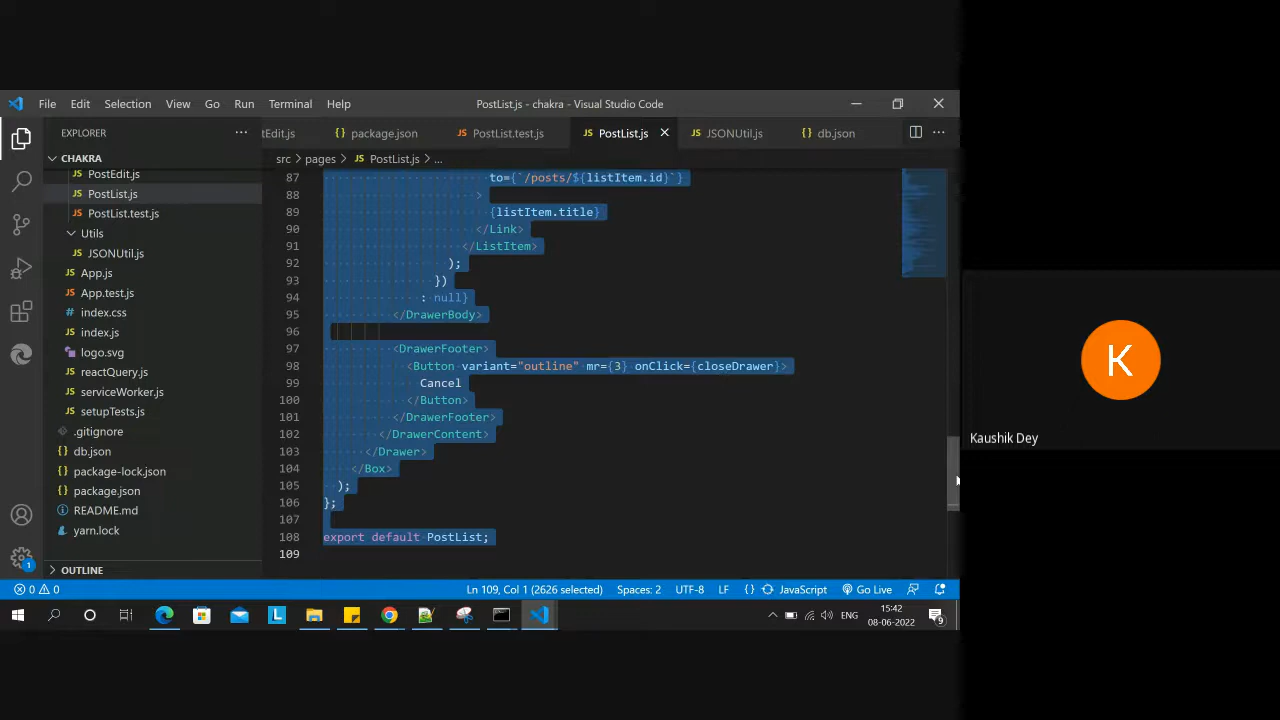 File Edit Selection View Go Run Terminal Help
PostList.js - chakra - Visual Studio Code
EXPLORER
tEdit.js package.json PostList.test.js PostList.js JSONUtil.js db.json
src > pages > PostList.js > ...
CHAKRA
PostEdit.js
PostList.js
PostList.test.js
Utils
JSONUtil.js
App.js
App.test.js
index.css
index.js
logo.svg
reactQuery.js
serviceWorker.js
setupTests.js
.gitignore
db.json
package-lock.json
package.json
README.md
yarn.lock
OUTLINE
87 to={`/posts/${listItem.id}`}
88 >
89 {listItem.title}
90 </Link>
91 </ListItem>
92 );
93 })
94 : null}
95 </DrawerBody>
96
97 <DrawerFooter>
98 <Button variant="outline" mr={3} onClick={closeDrawer}>
99 Cancel
100 </Button>
101 </DrawerFooter>
102 </DrawerContent>
103 </Drawer>
104 </Box>
105 );
106 };
107
108 export default PostList;
109
0 0 Ln 109, Col 1 (2626 selected) Spaces: 2 UTF-8 LF {} JavaScript Go Live
1
L
ENG
15:42
08-06-2022
9
K
Kaushik Dey